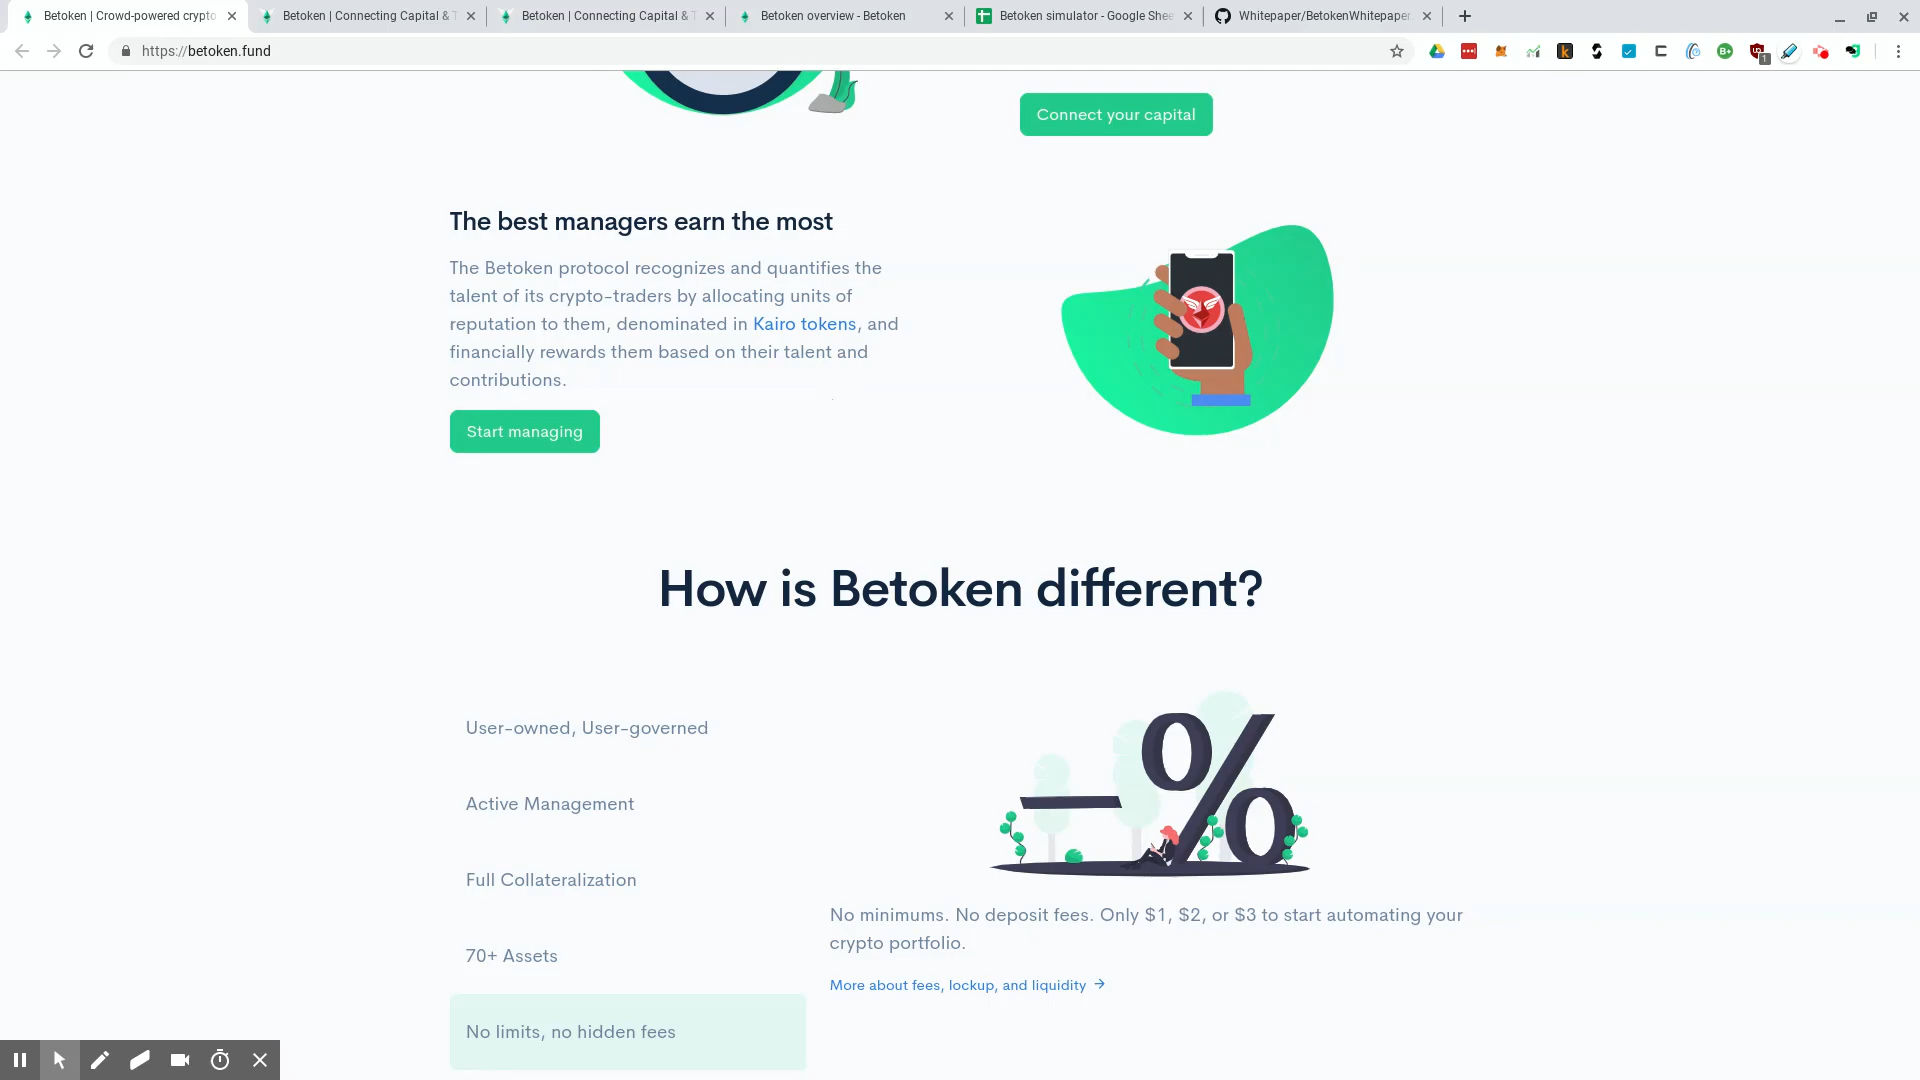 Betoken | Crowd-powered crypto
Betoken | Connecting Capital & T
Betoken | Connecting Capital & T
Betoken overview - Betoken
Betoken simulator - Google Shee
Whitepaper/BetokenWhitepaper.
https://betoken.fund
1
Connect your capital
The best managers earn the most
The Betoken protocol recognizes and quantifies the
talent of its crypto-traders by allocating units of
reputation to them, denominated in Kairo tokens, and
financially rewards them based on their talent and
contributions.
Start managing
How is Betoken different?
User-owned, User-governed
Active Management
Full Collateralization
70+ Assets
No limits, no hidden fees
-%
No minimums. No deposit fees. Only $1, $2, or $3 to start automating your
crypto portfolio.
More about fees, lockup, and liquidity →